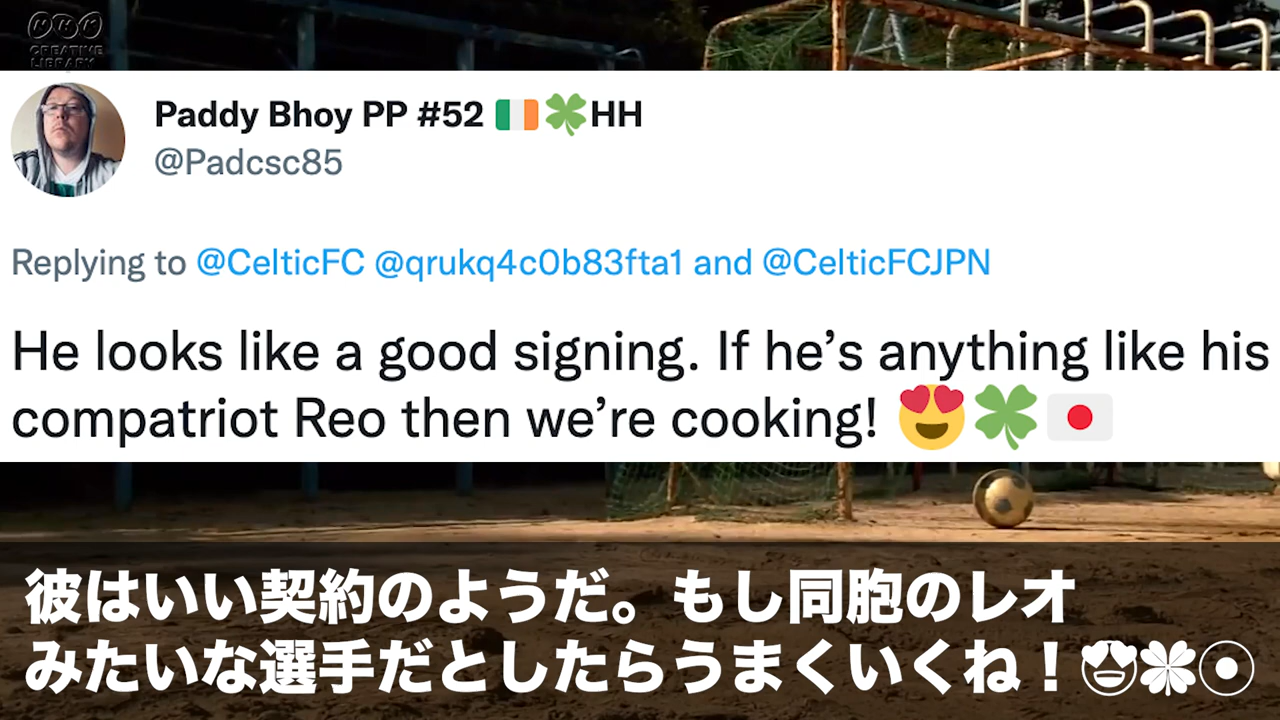 NHK
CREATIVE
LIBRARY
Paddy Bhoy PP #52 🇮🇪🍀HH
@Padcsc85
Replying to @CelticFC @qrukq4c0b83fta1 and @CelticFCJPN
He looks like a good signing. If he’s anything like his
compatriot Reo then we’re cooking! 😍🍀🇯🇵
彼はいい契約のようだ。もし同胞のレオ
みたいな選手だとしたらうまくいくね！😍🍀🇯🇵